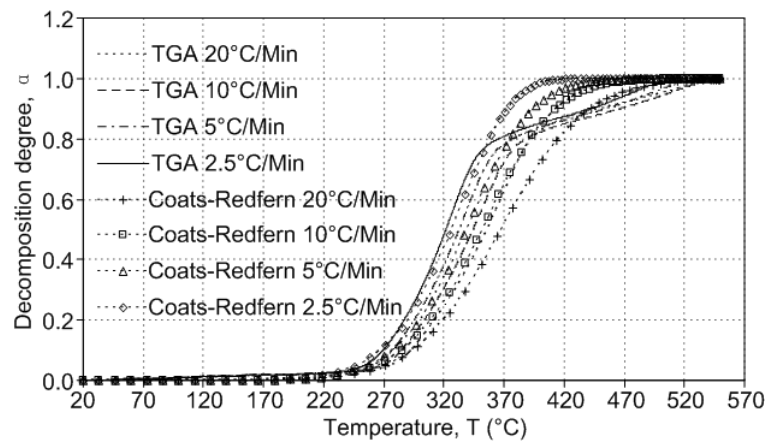 Decomposition degree, α
1.2
1.0
0.8
0.6
0.4
0.2
0.0
TGA 20°C/Min
TGA 10°C/Min
TGA 5°C/Min
TGA 2.5°C/Min
Coats-Redfern 20°C/Min
Coats-Redfern 10°C/Min
Coats-Redfern 5°C/Min
Coats-Redfern 2.5°C/Min
20 70 120 170 220 270 320 370 420 470 520 570
Temperature, T (°C)